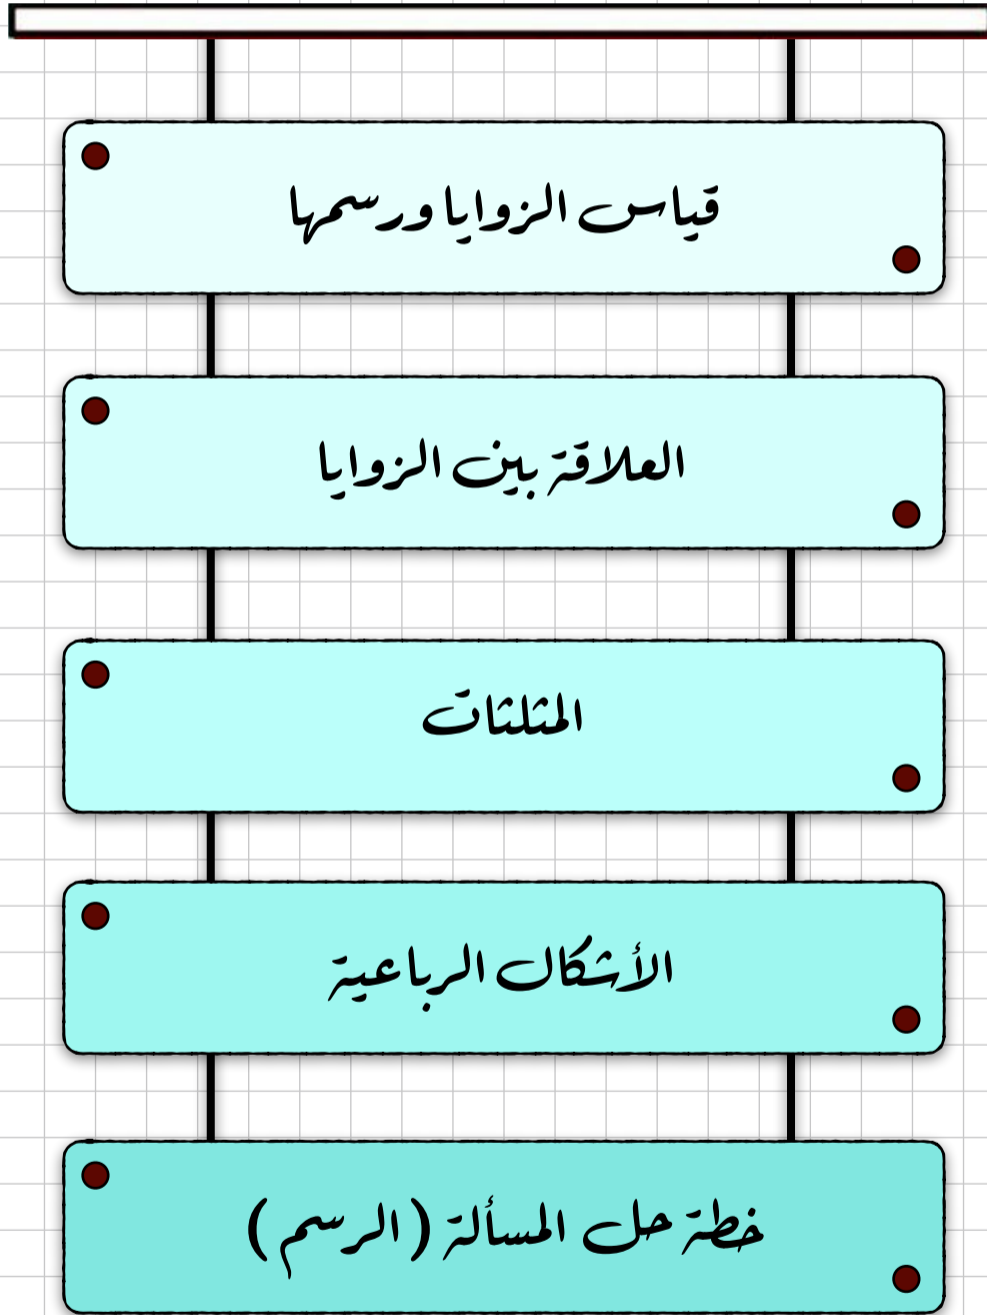 قياس الزوايا ورسمها
العلاقة بين الزوايا
المثلثات
الأشكال الرباعية
خطة حل المسألة ( الرسم )